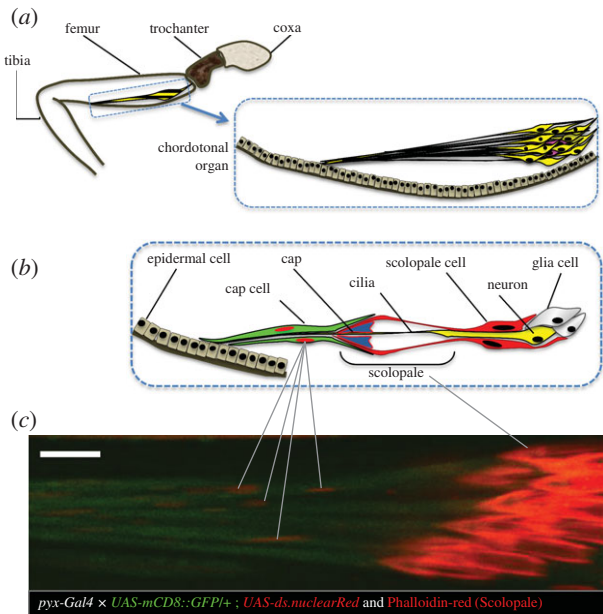 (a)
femur
trochanter
coxa
tibia
chordotonal
organ
(b)
epidermal cell
cap
scolopale cell
glia cell
cap cell
cilia
neuron
scolopale
(c)
pyx-Gal4 × UAS-mCD8::GFP/+ ; UAS-ds.nuclearRed and Phalloidin-red (Scolopale)